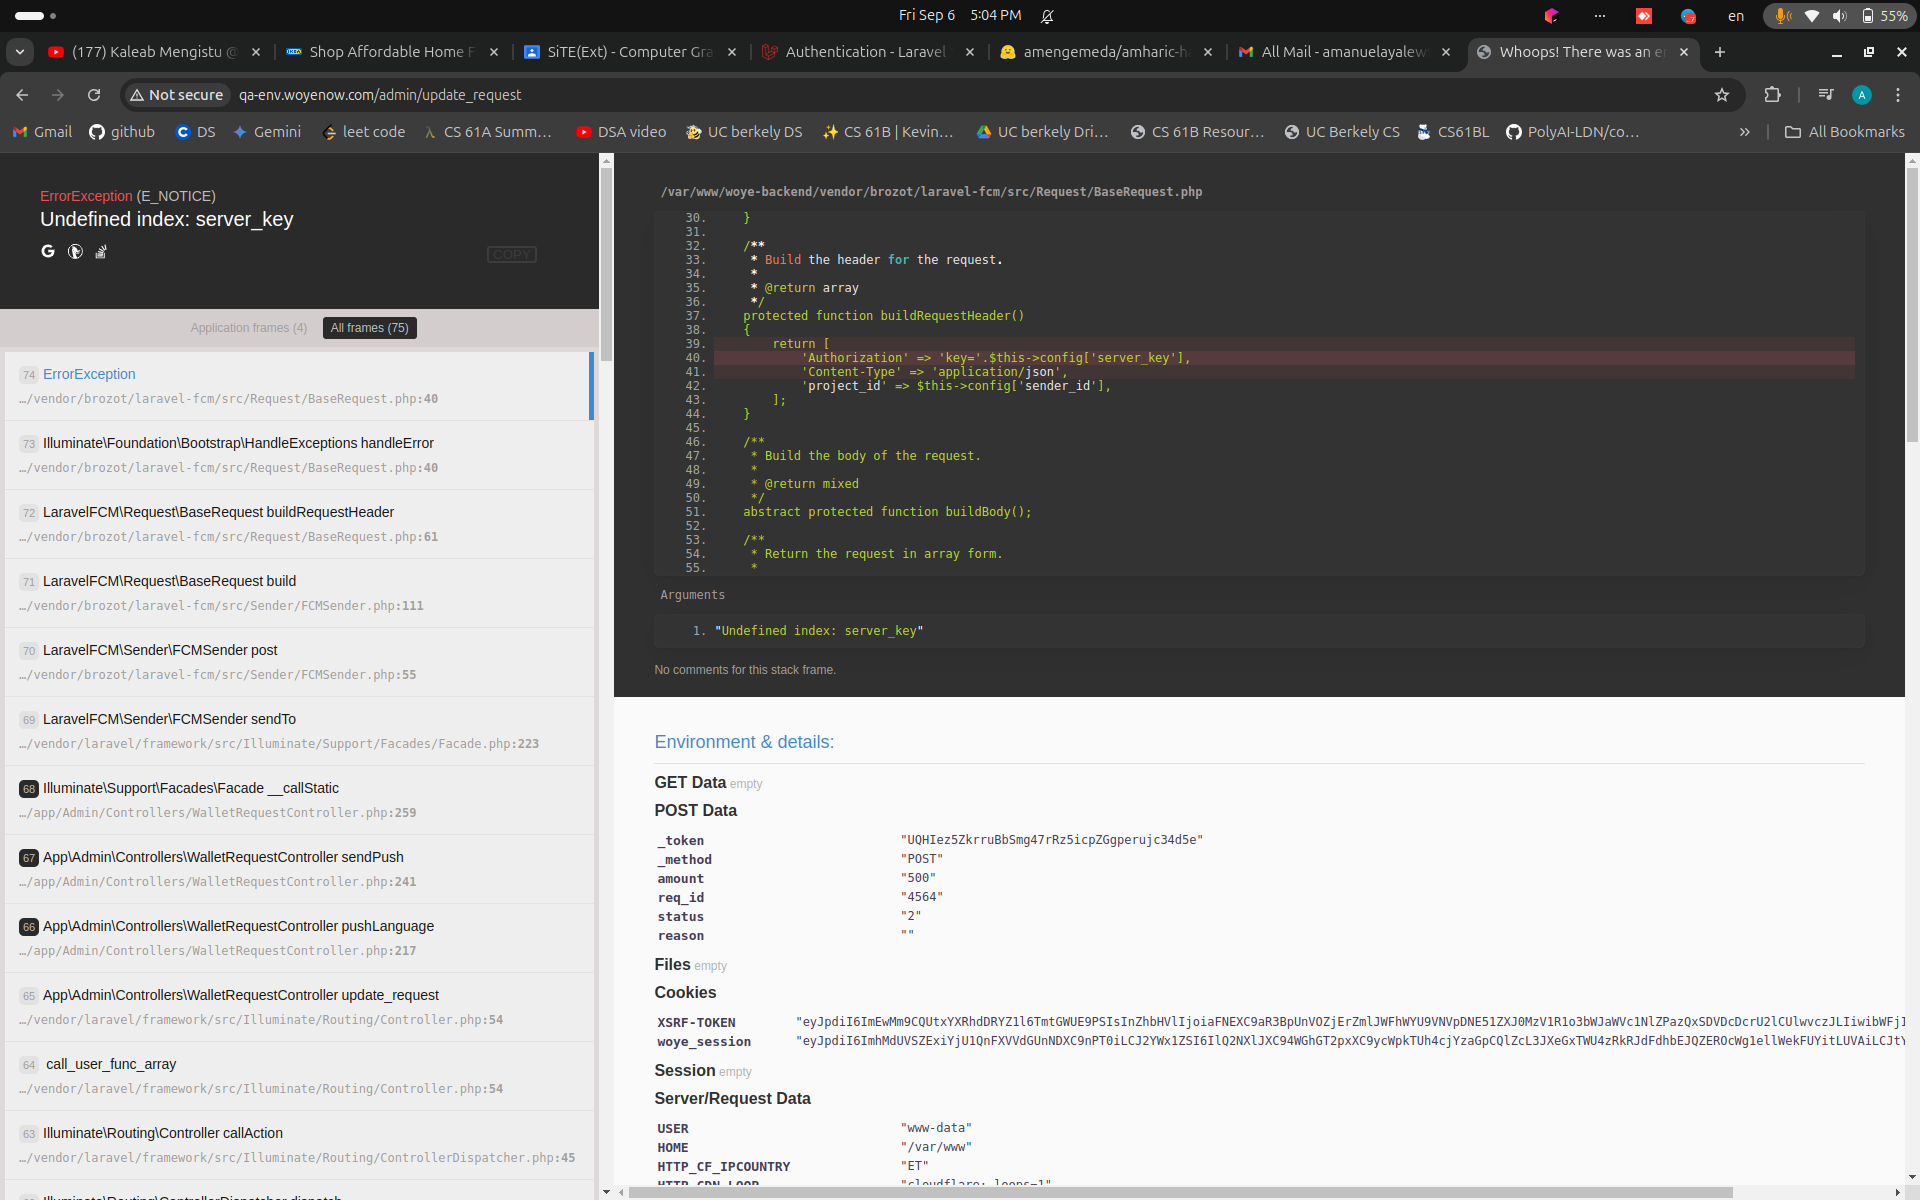 Fri Sep 6 5:04 PM
en
55%
(177) Kaleab Mengistu @
Shop Affordable Home F
SiTE(Ext) - Computer Gra
Authentication - Laravel
amengemeda/amharic-h
All Mail - amanuelayalew
Whoops! There was an er
Not secure
qa-env.woyenow.com/admin/update_request
A
Gmail
github
DS
Gemini
leet code
CS 61A Summ...
DSA video
UC berkely DS
CS 61B | Kevin...
UC berkely Dri...
CS 61B Resour...
UC Berkely CS
CS61BL
PolyAI-LDN/co...
All Bookmarks
ErrorException (E_NOTICE)
Undefined index: server_key
COPY
Application frames (4)
All frames (75)
74 ErrorException
…/vendor/brozot/laravel-fcm/src/Request/BaseRequest.php:40
73 Illuminate\Foundation\Bootstrap\HandleExceptions handleError
…/vendor/brozot/laravel-fcm/src/Request/BaseRequest.php:40
72 LaravelFCM\Request\BaseRequest buildRequestHeader
…/vendor/brozot/laravel-fcm/src/Request/BaseRequest.php:61
71 LaravelFCM\Request\BaseRequest build
…/vendor/brozot/laravel-fcm/src/Sender/FCMSender.php:111
70 LaravelFCM\Sender\FCMSender post
…/vendor/brozot/laravel-fcm/src/Sender/FCMSender.php:55
69 LaravelFCM\Sender\FCMSender sendTo
…/vendor/laravel/framework/src/Illuminate/Support/Facades/Facade.php:223
68 Illuminate\Support\Facades\Facade __callStatic
…/app/Admin/Controllers/WalletRequestController.php:259
67 App\Admin\Controllers\WalletRequestController sendPush
…/app/Admin/Controllers/WalletRequestController.php:241
66 App\Admin\Controllers\WalletRequestController pushLanguage
…/app/Admin/Controllers/WalletRequestController.php:217
65 App\Admin\Controllers\WalletRequestController update_request
…/vendor/laravel/framework/src/Illuminate/Routing/Controller.php:54
64 call_user_func_array
…/vendor/laravel/framework/src/Illuminate/Routing/Controller.php:54
63 Illuminate\Routing\Controller callAction
…/vendor/laravel/framework/src/Illuminate/Routing/ControllerDispatcher.php:45
/var/www/woye-backend/vendor/brozot/laravel-fcm/src/Request/BaseRequest.php
30. }
31.
32. /**
33. * Build the header for the request.
34. *
35. * @return array
36. */
37. protected function buildRequestHeader()
38. {
39. return [
40. 'Authorization' => 'key='.$this->config['server_key'],
41. 'Content-Type' => 'application/json',
42. 'project_id' => $this->config['sender_id'],
43. ];
44. }
45.
46. /**
47. * Build the body of the request.
48. *
49. * @return mixed
50. */
51. abstract protected function buildBody();
52.
53. /**
54. * Return the request in array form.
55. *
Arguments
1. "Undefined index: server_key"
No comments for this stack frame.
Environment & details:
GET Data empty
POST Data
_token "UQHIez5ZkrruBbSmg47rRz5icpZGgperujc34d5e"
_method "POST"
amount "500"
req_id "4564"
status "2"
reason ""
Files empty
Cookies
XSRF-TOKEN
woye_session
Session empty
Server/Request Data
USER "www-data"
HOME "/var/www"
HTTP_CF_IPCOUNTRY "ET"
HTTP_CDN_LOOP "cloudflare; loops=1"